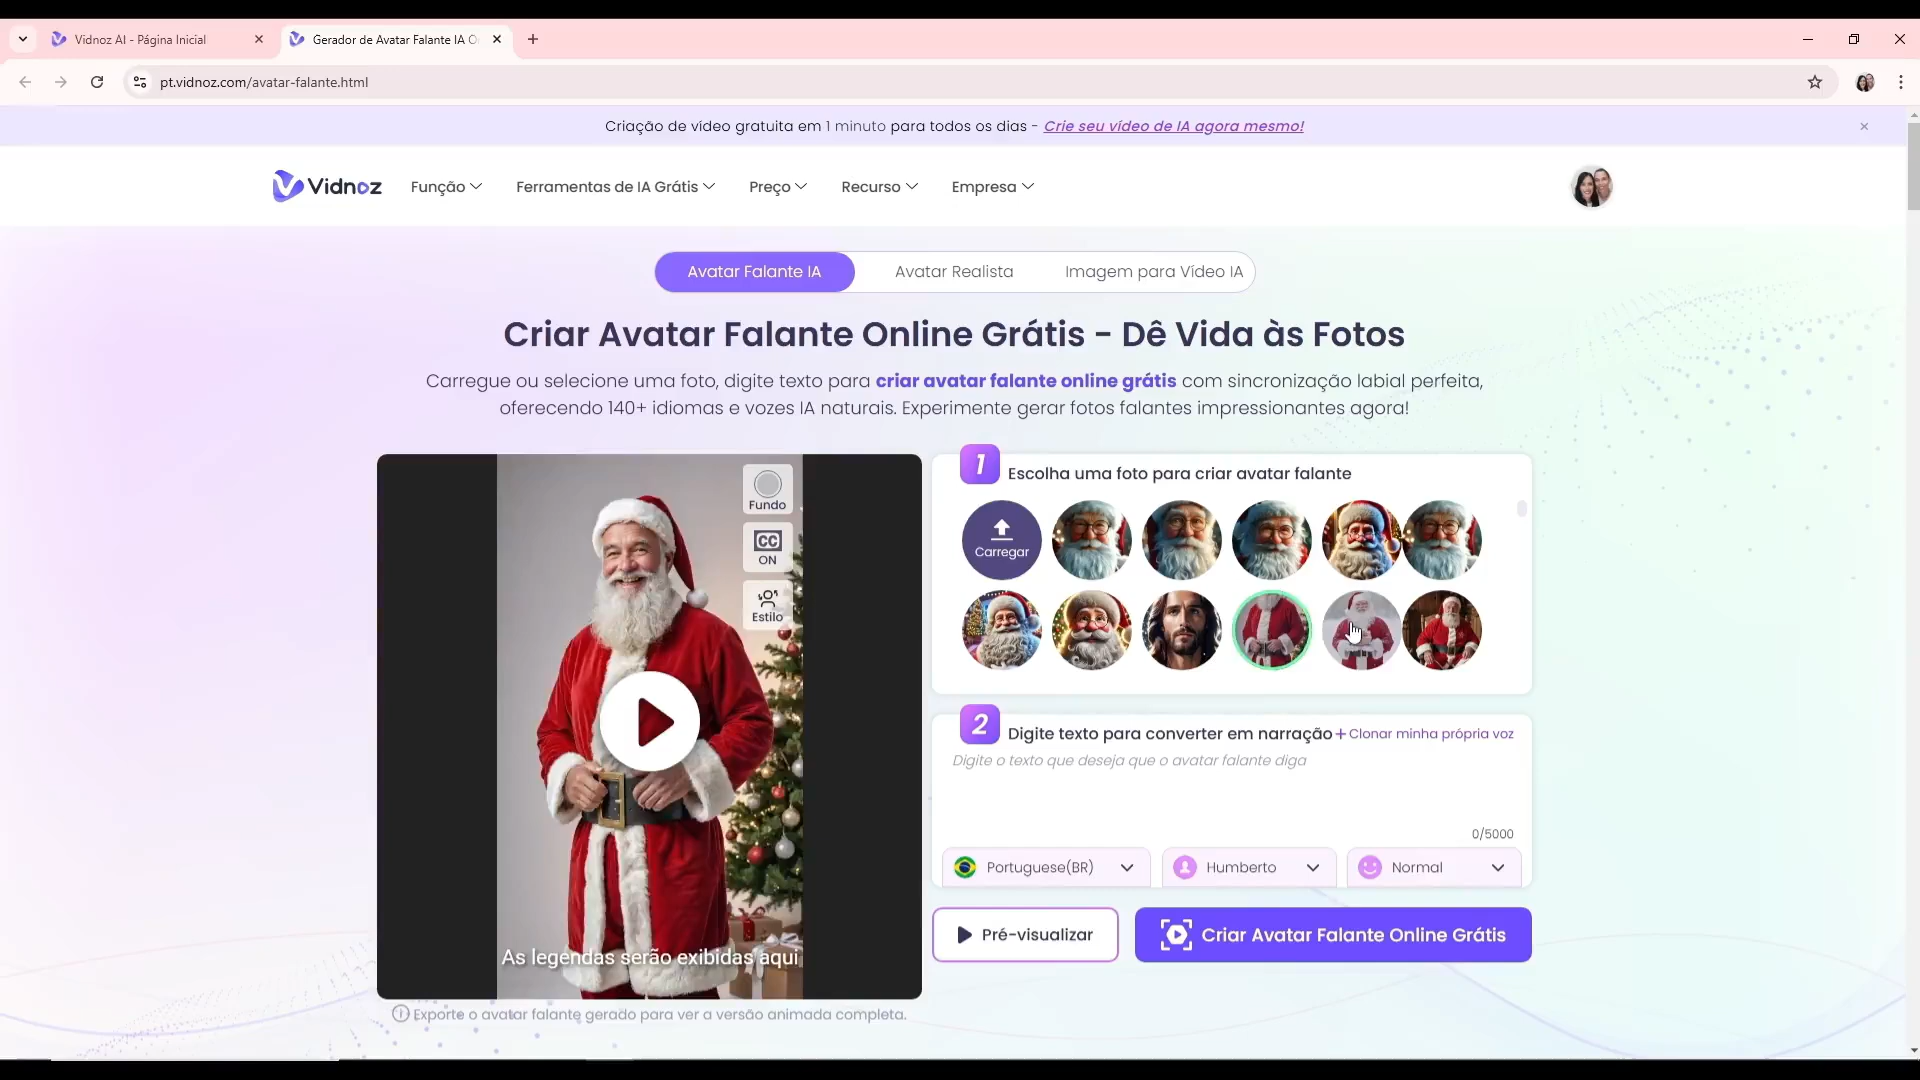 Vidnoz AI - Página Inicial
Gerador de Avatar Falante IA O
pt.vidnoz.com/avatar-falante.html
Criação de vídeo gratuita em 1 minuto para todos os dias - Crie seu vídeo de IA agora mesmo!
Vidnoz
Função
Ferramentas de IA Grátis
Preço
Recurso
Empresa
Avatar Falante IA
Avatar Realista
Imagem para Vídeo IA
Criar Avatar Falante Online Grátis - Dê Vida às Fotos
Carregue ou selecione uma foto, digite texto para criar avatar falante online grátis com sincronização labial perfeita,
oferecendo 140+ idiomas e vozes IA naturais. Experimente gerar fotos falantes impressionantes agora!
Fundo
CC
ON
Estilo
As legendas serão exibidas aqui
Exporte o avatar falante gerado para ver a versão animada completa.
1
Escolha uma foto para criar avatar falante
Carregar
2
Digite texto para converter em narração
+Clonar minha própria voz
Digite o texto que deseja que o avatar falante diga
0/5000
Portuguese(BR)
Humberto
Normal
Pré-visualizar
Criar Avatar Falante Online Grátis